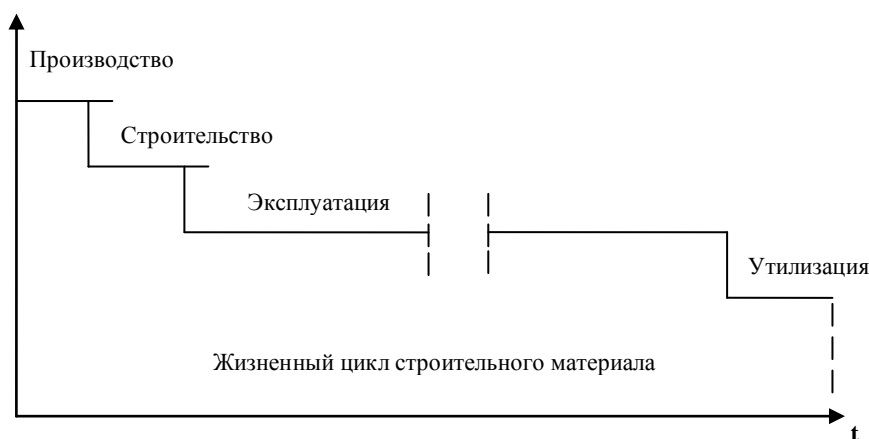 Производство
Строительство
Эксплуатация
Утилизация
Жизненный цикл строительного материала
t